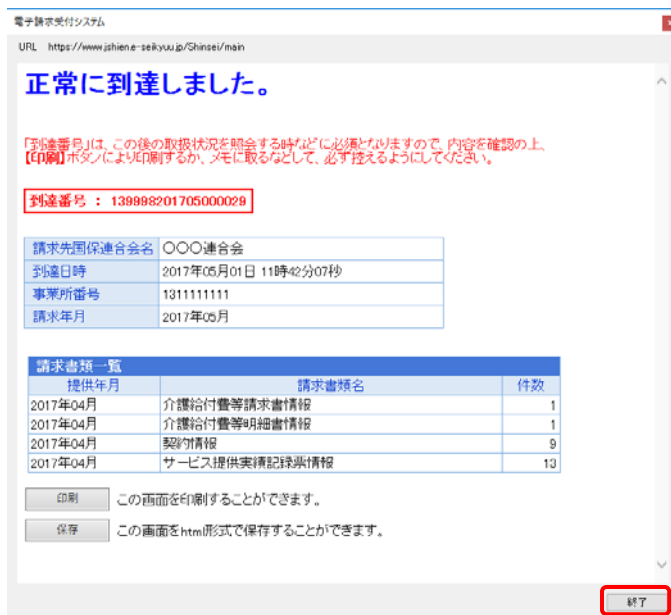 電子請求受付システム
URL https://www.jshien.e-seikyuu.jp/Shinsei/main
正常に到達しました。
「到達番号」は、この後の取扱状況を照会する時などに必須となりますので、内容を確認の上、
【印刷】ボタンにより印刷するか、メモに取るなどして、必ず控えるようにしてください。
到達番号 : 139998201705000029
請求先国保連合会名 〇〇〇連合会
到達日時 2017年05月01日 11時42分07秒
事業所番号 1311111111
請求年月 2017年05月
請求書類一覧
提供年月 請求書類名 件数
2017年04月 介護給付費等請求書情報 1
2017年04月 介護給付費等明細書情報 1
2017年04月 契約情報 9
2017年04月 サービス提供実績記録票情報 13
印刷 この画面を印刷することができます。
保存 この画面をhtml形式で保存することができます。
終了